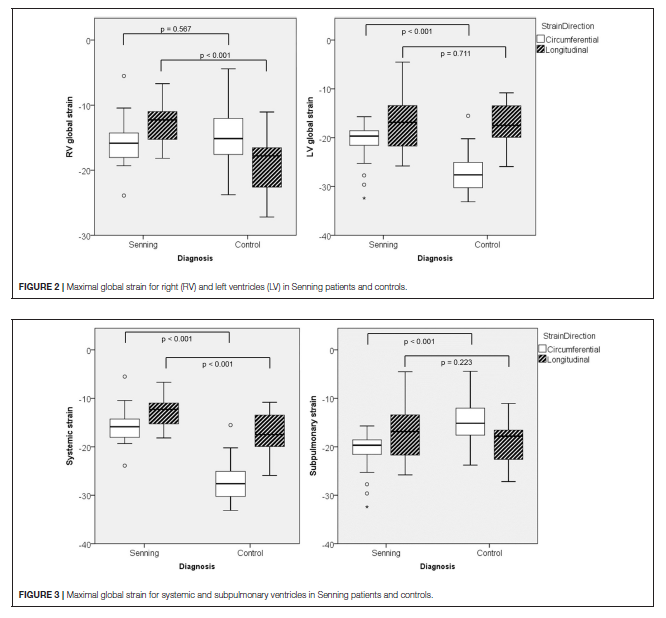 p = 0.567
p < 0.001
0
-10
-20
-30
RV global strain
Senning
Control
Diagnosis
p < 0.001
p = 0.711
0
-10
-20
-30
-40
LV global strain
Senning
Control
Diagnosis
StrainDirection
Circumferential
Longitudinal
FIGURE 2 | Maximal global strain for right (RV) and left ventricles (LV) in Senning patients and controls.
p < 0.001
p < 0.001
0
-10
-20
-30
-40
Systemic strain
Senning
Control
Diagnosis
p < 0.001
p = 0.223
0
-10
-20
-30
-40
Subpulmonary strain
Senning
Control
Diagnosis
StrainDirection
Circumferential
Longitudinal
FIGURE 3 | Maximal global strain for systemic and subpulmonary ventricles in Senning patients and controls.